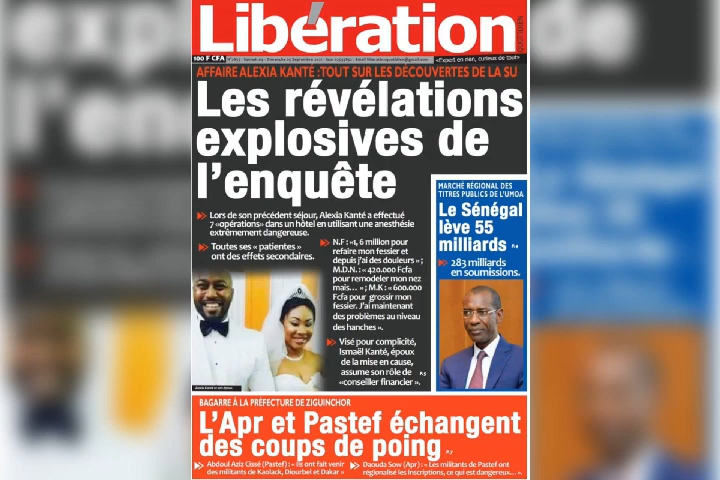 Libération
QUOTIDIEN
100 F CFA
«Expert en rien, curieux de tout»
AFFAIRE ALEXIA KANTÉ :TOUT SUR LES DÉCOUVERTES DE LA SU
Les révélations
explosives de
l'enquête
Lors de son précédent séjour, Alexia Kanté a effectué
7 «opérations» dans un hôtel en utilisant une anesthésie
extrêmement dangereuse.
Toutes ses « patientes »
ont des effets secondaires.
N.F : «1, 6 million pour
refaire mon fessier et
depuis j'ai des douleurs» ;
M.D.N. : « 420.000 Fcfa
pour remodeler mon nez
mais... » ; M.K : «600.000
Fcfa pour grossir mon
fessier. J'ai maintenant
des problèmes au niveau
des hanches ».
Visé pour complicité,
Ismaël Kanté, époux
de la mise en cause,
assume son rôle de
«conseiller financier». P.5
MARCHÉ RÉGIONAL DES
TITRES PUBLICS DE L'UMOA
Le Sénégal
lève 55
milliards
283 milliards
en soumissions.
BAGARRE À LA PRÉFECTURE DE ZIGUINCHOR
L'Apr et Pastef échangent
des coups de poing P.7
Abdoul Aziz Cissé (Pastef) : « Ils ont fait venir
des militants de Kaolack, Diourbel et Dakar »
Daouda Sow (Apr) : « Les militants de Pastef ont
régionalisé les inscriptions, ce qui est dangereux... ».